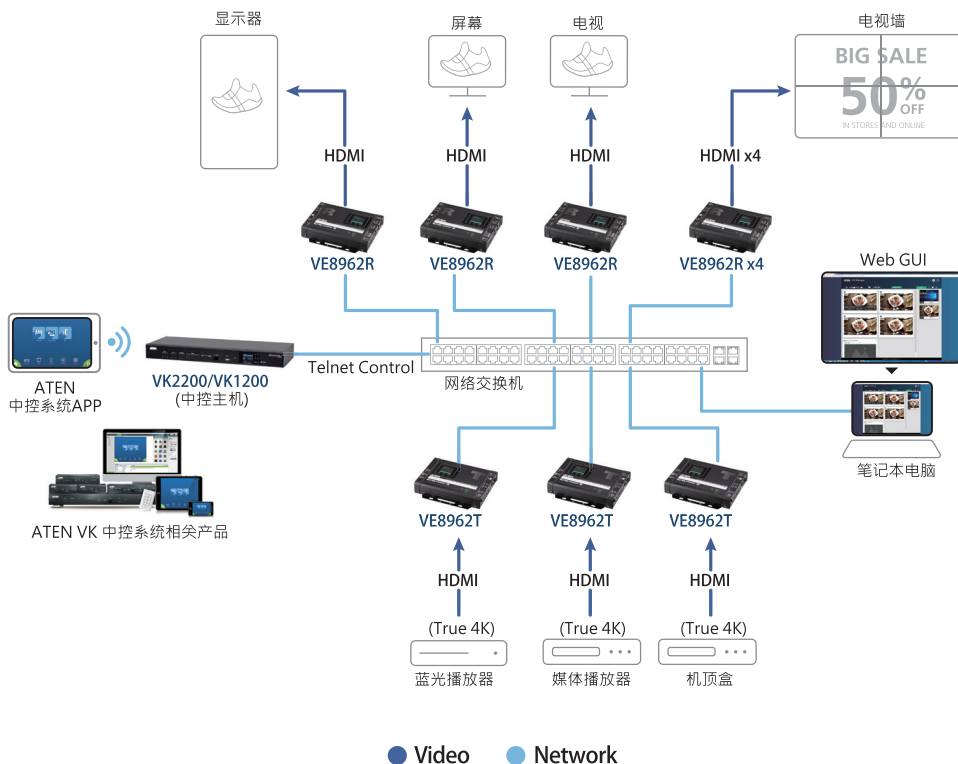 显示器
屏幕
电视
电视墙
BIG SALE
50%
OFF
IN STORES AND ONLINE
HDMI
HDMI
HDMI
HDMI x4
VE8962R
VE8962R
VE8962R
VE8962R x4
Web GUI
ATEN
中控系统APP
VK2200/VK1200
(中控主机)
Telnet Control
网络交换机
笔记本电脑
ATEN VK 中控系统相关产品
VE8962T
VE8962T
VE8962T
HDMI
HDMI
HDMI
(True 4K)
(True 4K)
(True 4K)
蓝光播放器
媒体播放器
机顶盒
Video
Network